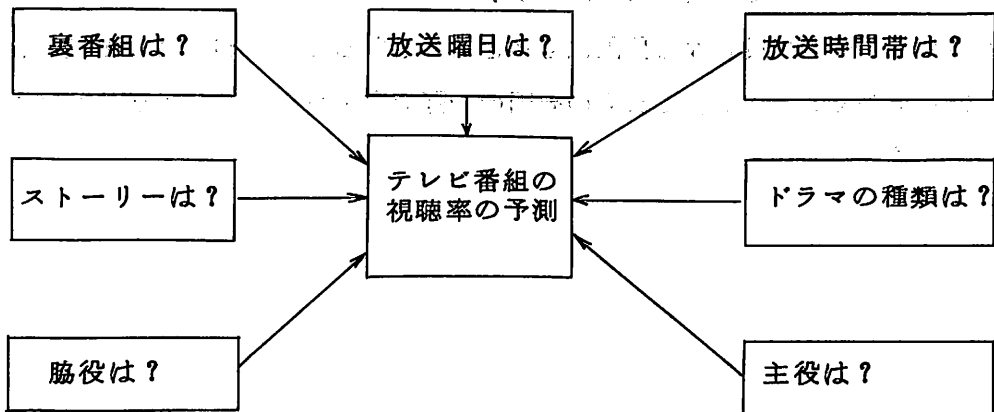 裏番組は？
放送曜日は？
放送時間帯は？
ストーリーは？
テレビ番組の
視聴率の予測
ドラマの種類は？
脇役は？
主役は？